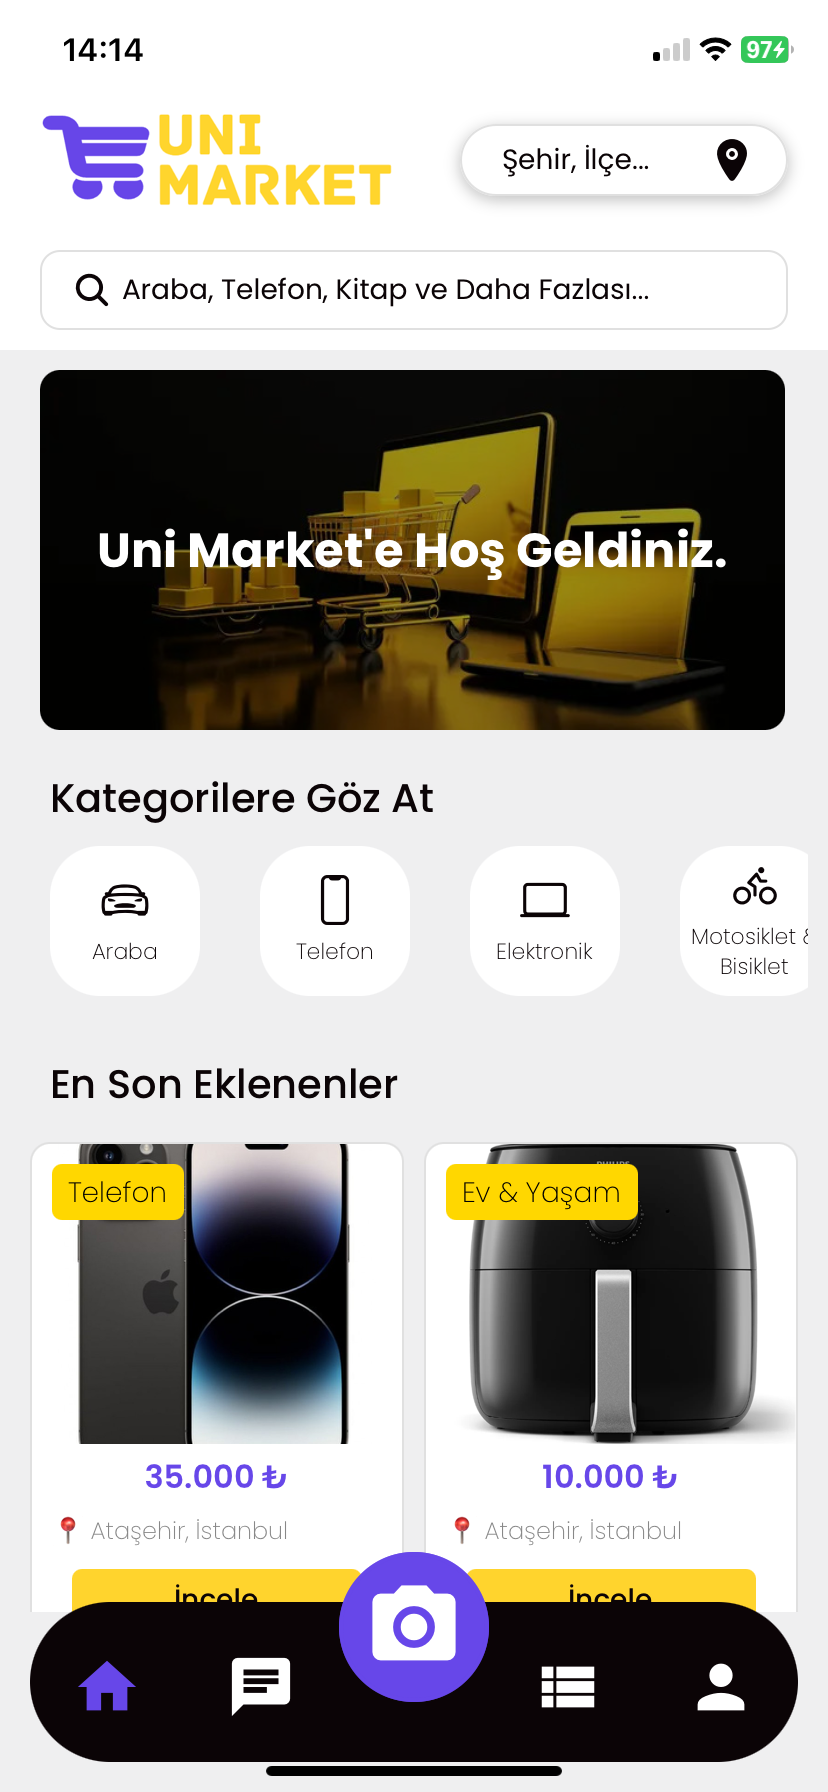 14:14
97
UNI
MARKET
Şehir, İlçe...
Araba, Telefon, Kitap ve Daha Fazlası...
Uni Market'e Hoş Geldiniz.
Kategorilere Göz At
Araba
Telefon
Elektronik
Motosiklet &
Bisiklet
En Son Eklenenler
Telefon
Ev & Yaşam
PHILIPS
35.000 ₺
10.000 ₺
Ataşehir, İstanbul
Ataşehir, İstanbul
İncele
İncele